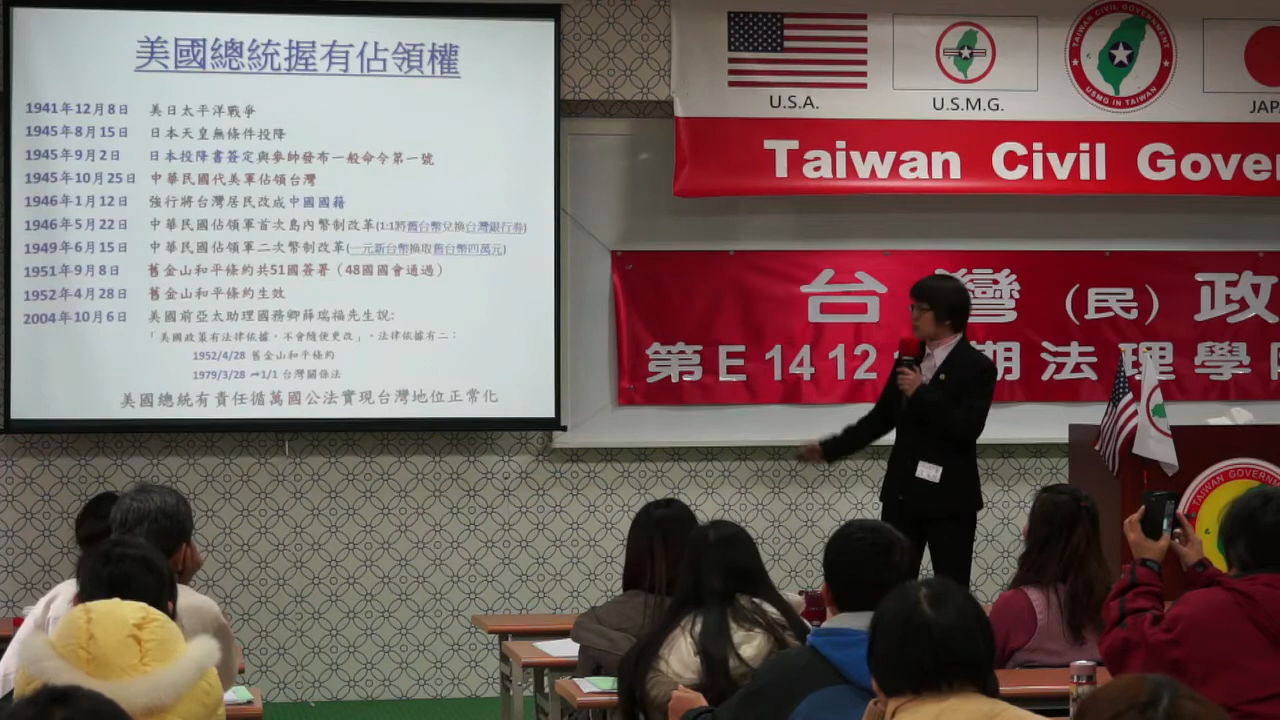 美國總統握有佔領權
1941年12月8日 美日太平洋戰爭
1945年8月15日 日本天皇無條件投降
1945年9月2日 日本投降書簽定與參帥發布一般命令第一號
1945年10月25日 中華民國代美軍佔領台灣
1946年1月12日 強行將台灣居民改成中國國籍
1946年5月22日 中華民國佔領軍首次島內幣制改革(1:1將舊台幣兌換台灣銀行券)
1949年6月15日 中華民國佔領軍二次幣制改革(一元新台幣換取舊台幣四萬元)
1951年9月8日 舊金山和平條約共51國簽署（48國國會通過）
1952年4月28日 舊金山和平條約生效
2004年10月6日 美國前亞太助理國務卿薛瑞福先生說:
「美國政策有法律依據，不會隨便更改」。法律依據有二：
1952/4/28 舊金山和平條約
1979/3/28 ➡1/1 台灣關係法
美國總統有責任循萬國公法實現台灣地位正常化
U.S.A.
U.S.M.G.
TAIWAN CIVIL GOVERNMENT
USMG IN TAIWAN
JAPA
Taiwan Civil Gover
台灣（民）政
第E1412 期法理學
TAIWAN GOVERNM